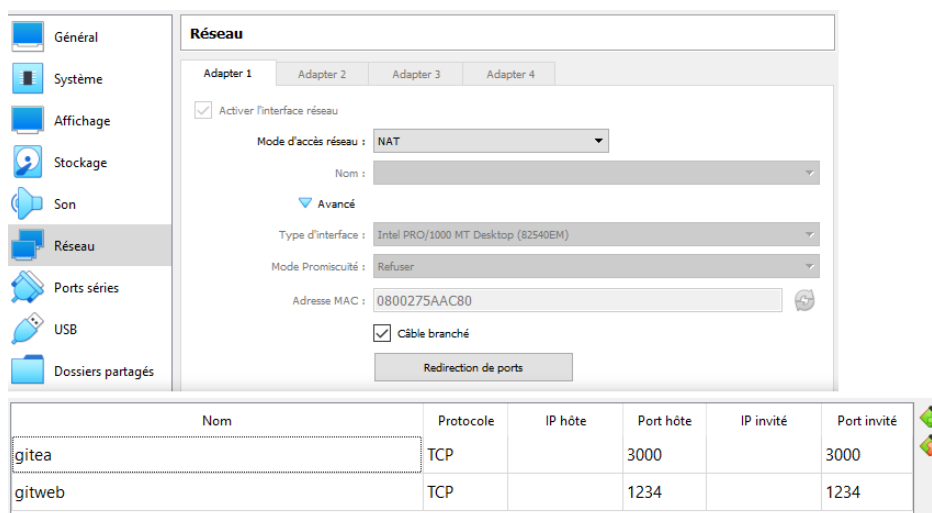 Général
Système
Affichage
Stockage
Son
Réseau
Ports séries
USB
Dossiers partagés
Réseau
Adapter 1 Adapter 2 Adapter 3 Adapter 4
Activer l'interface réseau
Mode d'accès réseau : NAT
Nom :
Avancé
Type d'interface : Intel PRO/1000 MT Desktop (82540EM)
Mode Promiscuité : Refuser
Adresse MAC : 0800275AAC80
Câble branché
Redirection de ports
Nom Protocole IP hôte Port hôte IP invité Port invité
gitea TCP 3000 3000
gitweb TCP 1234 1234